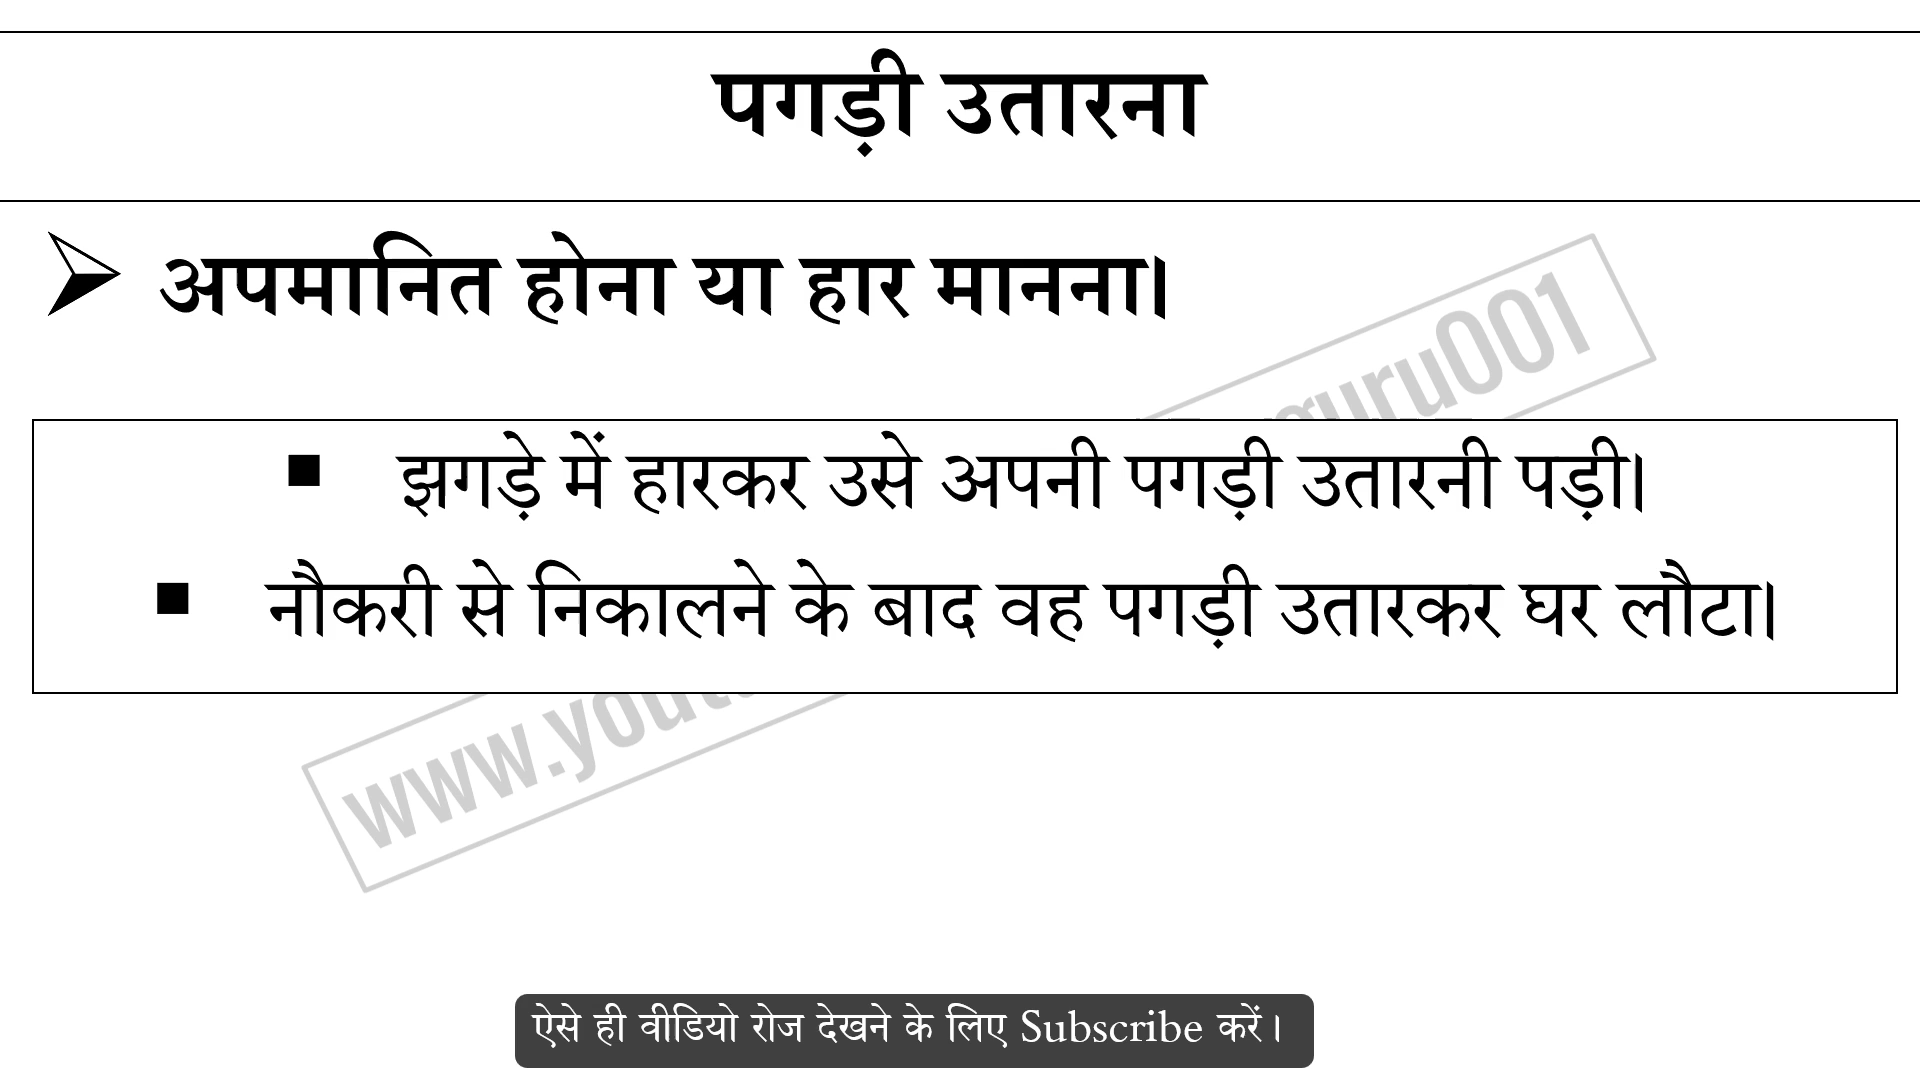 पगड़ी उतारना
अपमानित होना या हार मानना।
झगड़े में हारकर उसे अपनी पगड़ी उतारनी पड़ी।
नौकरी से निकालने के बाद वह पगड़ी उतारकर घर लौटा।
ऐसे ही वीडियो रोज देखने के लिए Subscribe करें।